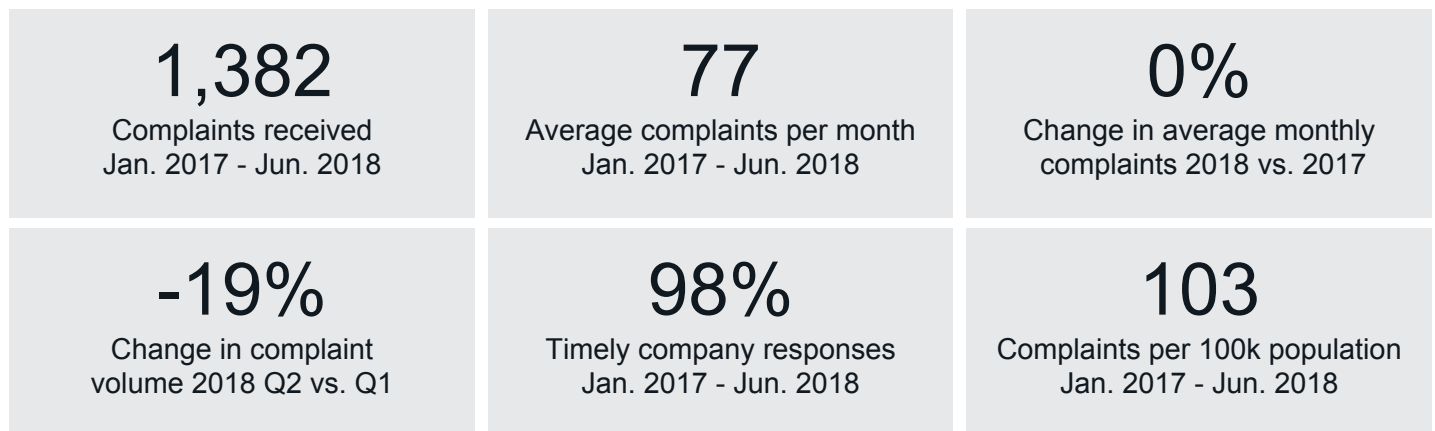 1,382
Complaints received
Jan. 2017 - Jun. 2018
77
Average complaints per month
Jan. 2017 - Jun. 2018
0%
Change in average monthly
complaints 2018 vs. 2017
-19%
Change in complaint
volume 2018 Q2 vs. Q1
98%
Timely company responses
Jan. 2017 - Jun. 2018
103
Complaints per 100k population
Jan. 2017 - Jun. 2018